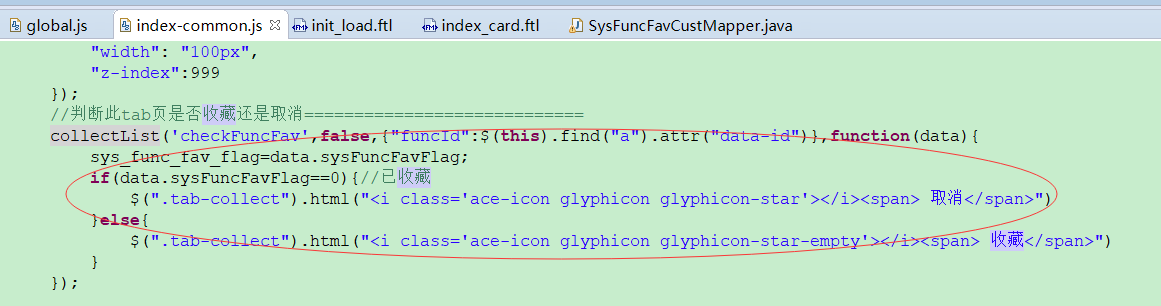 global.js index-common.js init_load.ftl index_card.ftl SysFuncFavCustMapper.java
"width": "100px",
"z-index":999
});
//判断此tab页是否收藏还是取消============================
collectList('checkFuncFav',false,{"funcId":$(this).find("a").attr("data-id")},function(data){
sys_func_fav_flag=data.sysFuncFavFlag;
if(data.sysFuncFavFlag==0){//已收藏
$(".tab-collect").html("<i class='ace-icon glyphicon glyphicon-star'></i><span> 取消</span>")
}else{
$(".tab-collect").html("<i class='ace-icon glyphicon glyphicon-star-empty'></i><span> 收藏</span>")
}
});